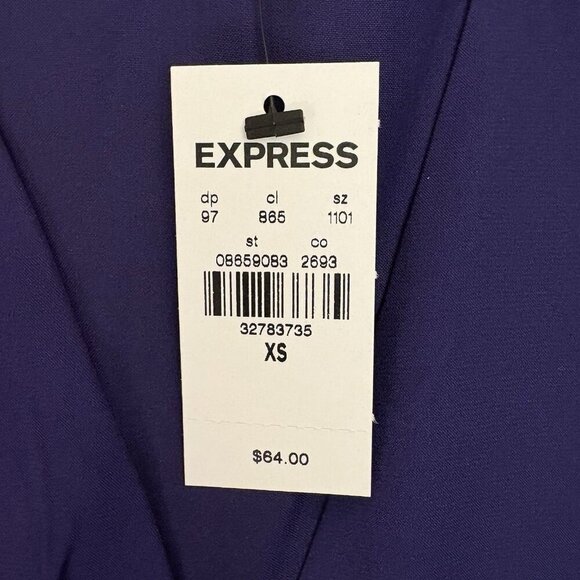 EXPRESS
dp cl sz
97 865 1101
st co
08659083 2693
32783735
XS
$64.00